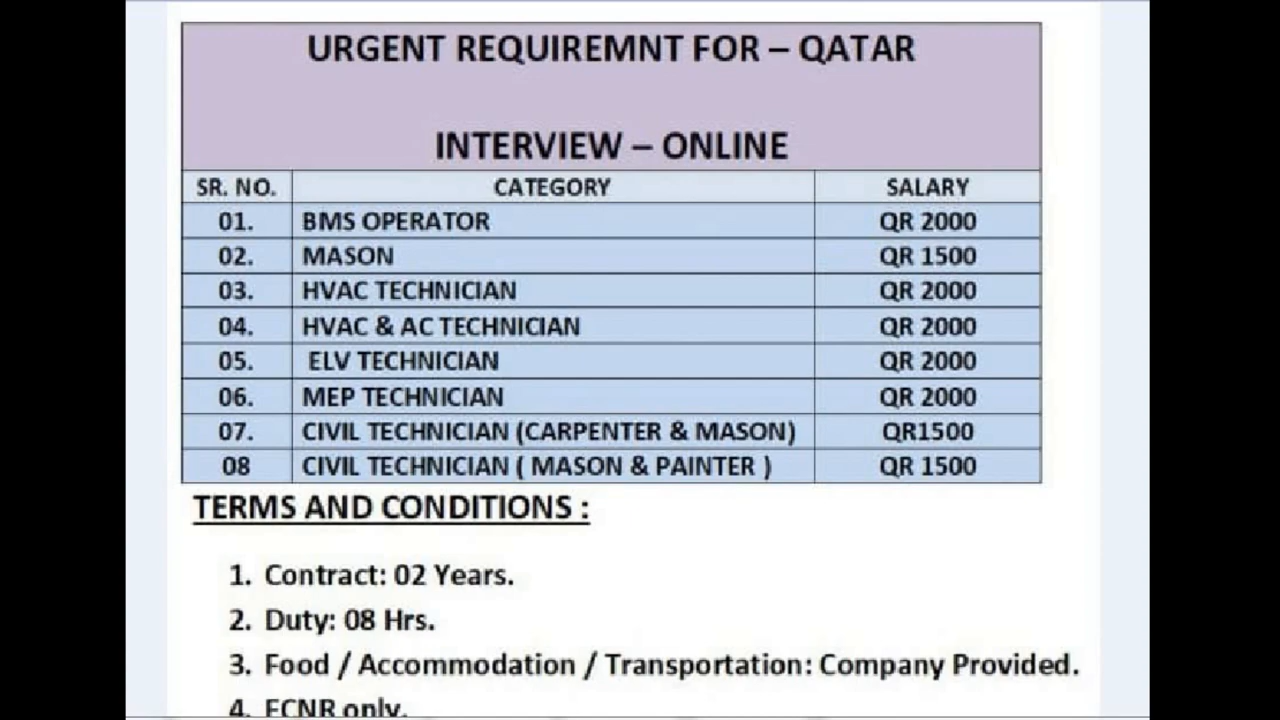 URGENT REQUIREMNT FOR – QATAR
INTERVIEW – ONLINE
SR. NO. CATEGORY SALARY
01. BMS OPERATOR QR 2000
02. MASON QR 1500
03. HVAC TECHNICIAN QR 2000
04. HVAC & AC TECHNICIAN QR 2000
05. ELV TECHNICIAN QR 2000
06. MEP TECHNICIAN QR 2000
07. CIVIL TECHNICIAN (CARPENTER & MASON) QR1500
08 CIVIL TECHNICIAN ( MASON & PAINTER ) QR 1500
TERMS AND CONDITIONS :
1. Contract: 02 Years.
2. Duty: 08 Hrs.
3. Food / Accommodation / Transportation: Company Provided.
4. ECNR only.